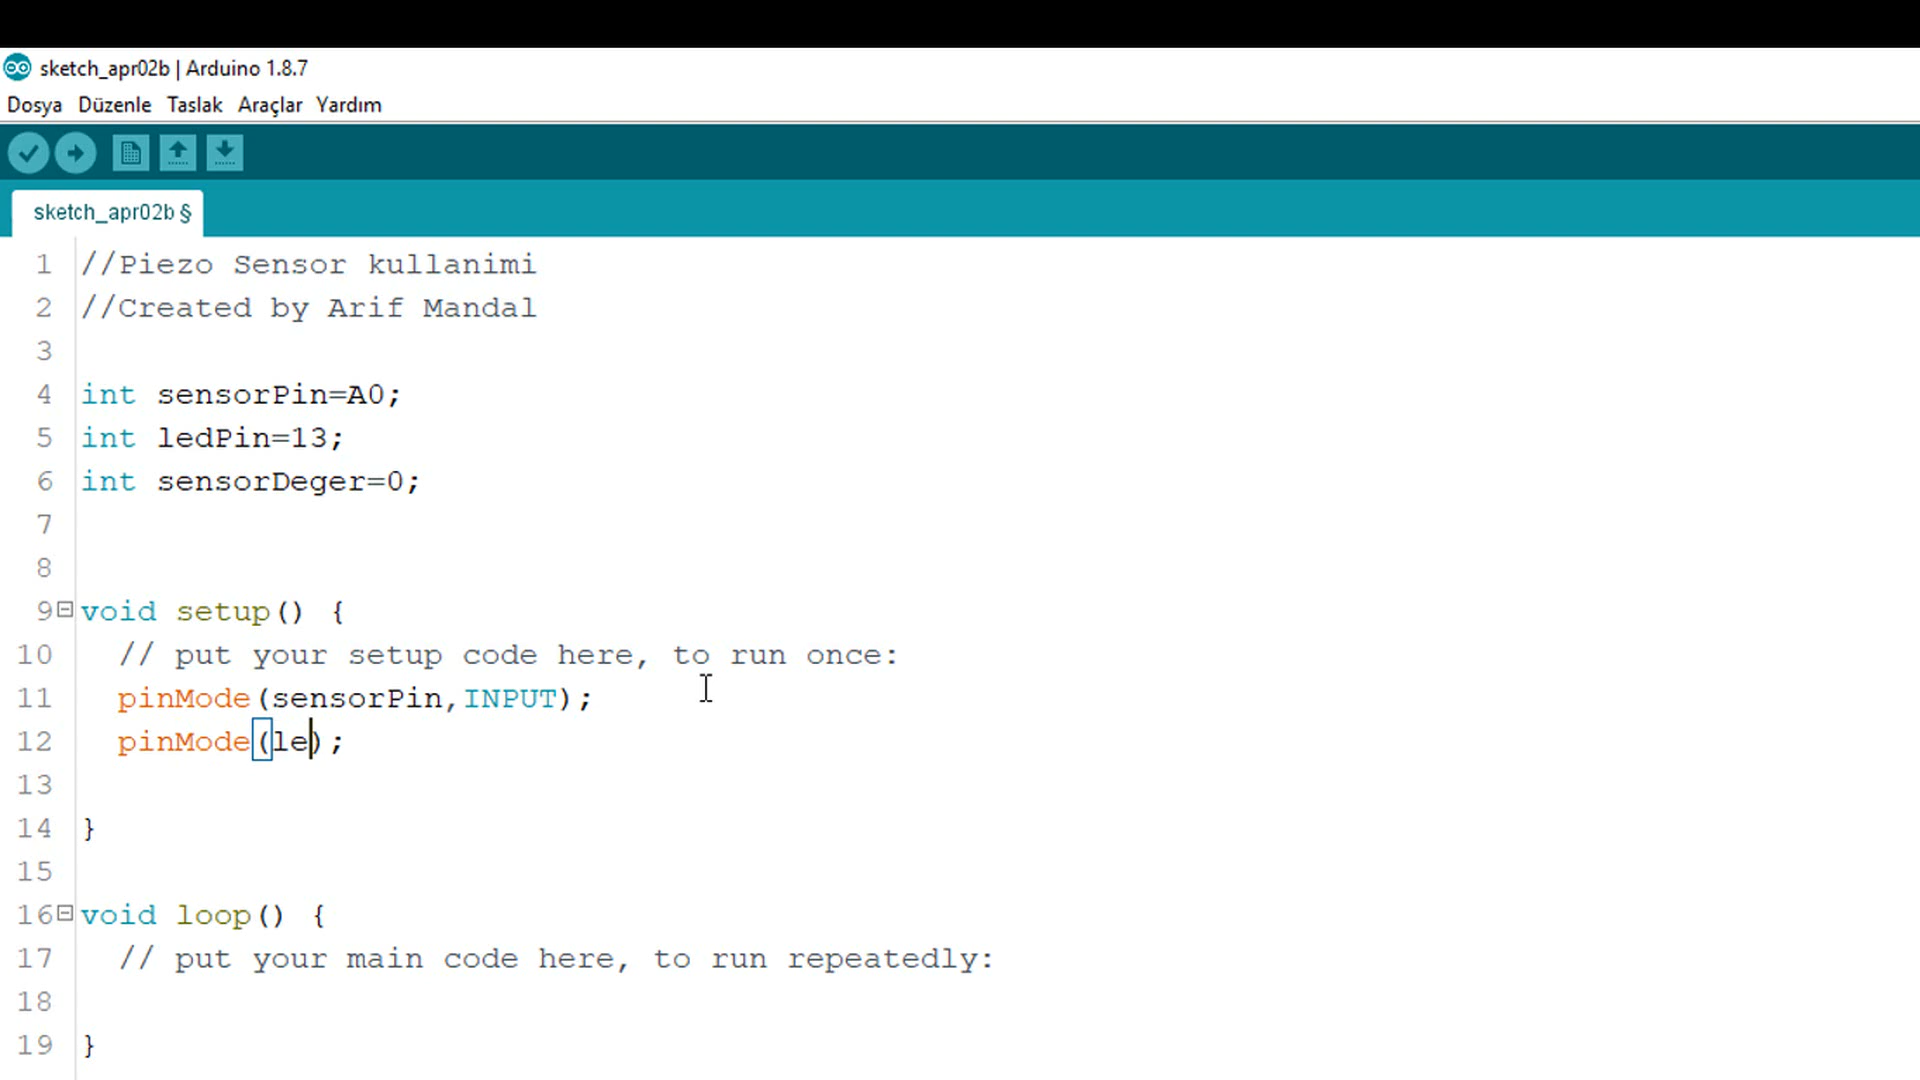 sketch_apr02b | Arduino 1.8.7
Dosya Düzenle Taslak Araçlar Yardım
sketch_apr02b §
1 //Piezo Sensor kullanimi
2 //Created by Arif Mandal
3
4 int sensorPin=A0;
5 int ledPin=13;
6 int sensorDeger=0;
7
8
9 void setup() {
10 // put your setup code here, to run once:
11 pinMode(sensorPin,INPUT);
12 pinMode(le);
13
14 }
15
16 void loop() {
17 // put your main code here, to run repeatedly:
18
19 }